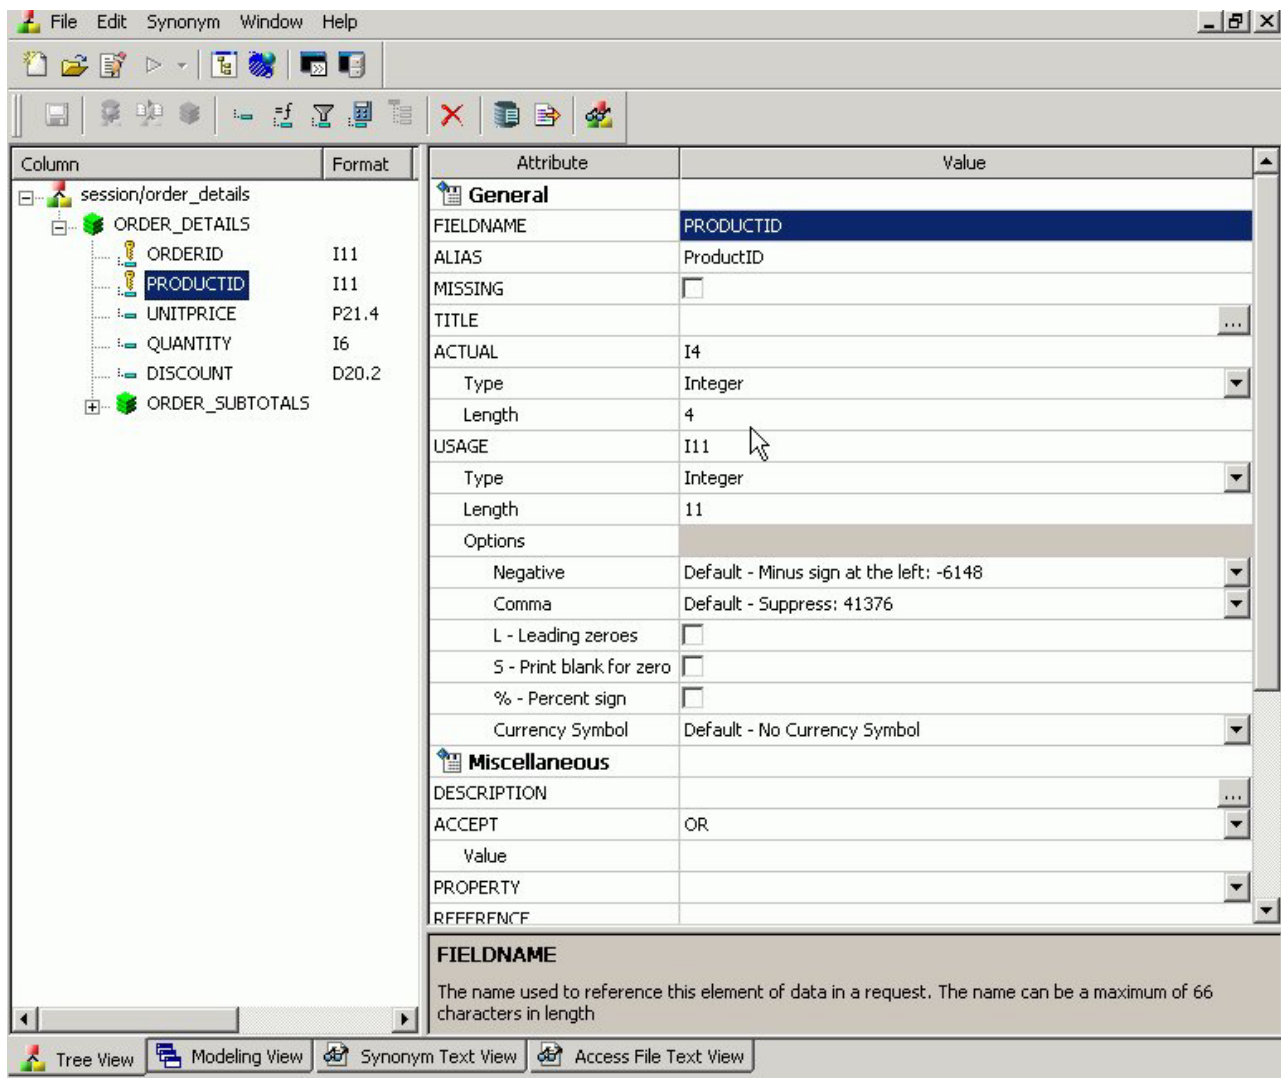 File Edit Synonym Window Help
Column Format
session/order_details
ORDER_DETAILS
ORDERID I11
PRODUCTID I11
UNITPRICE P21.4
QUANTITY I6
DISCOUNT D20.2
ORDER_SUBTOTALS
Attribute Value
General
FIELDNAME PRODUCTID
ALIAS ProductID
MISSING
TITLE ...
ACTUAL I4
Type Integer
Length 4
USAGE I11
Type Integer
Length 11
Options
Negative Default - Minus sign at the left: -6148
Comma Default - Suppress: 41376
L - Leading zeroes
S - Print blank for zero
% - Percent sign
Currency Symbol Default - No Currency Symbol
Miscellaneous
DESCRIPTION ...
ACCEPT OR
Value
PROPERTY
REFERENCE
FIELDNAME
The name used to reference this element of data in a request. The name can be a maximum of 66
characters in length
Tree View Modeling View Synonym Text View Access File Text View